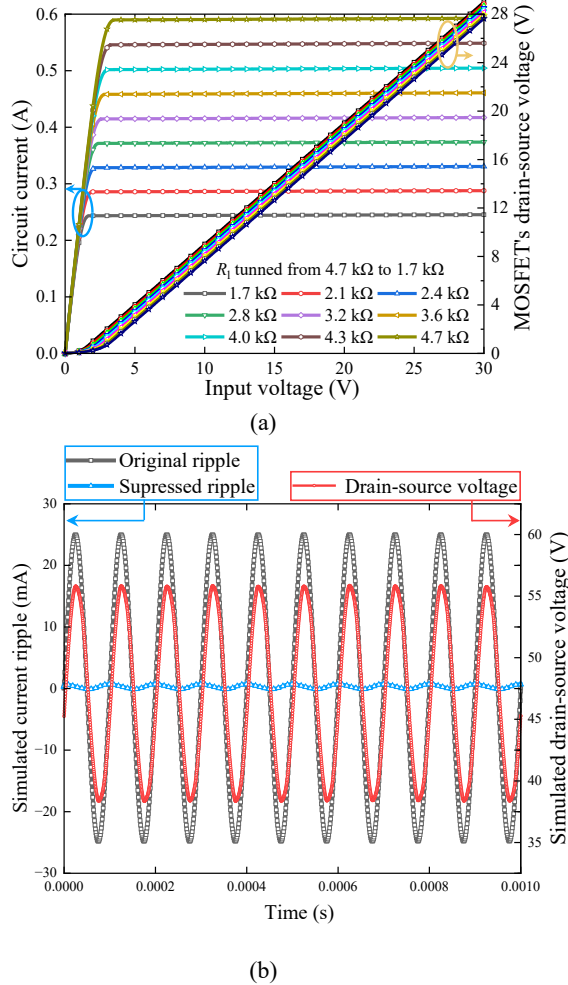 0.6
0.5
0.4
0.3
0.2
0.1
0.0
Circuit current (A)
28
24
20
16
12
8
4
0
MOSFET's drain-source voltage (V)
R₁ tunned from 4.7 kΩ to 1.7 kΩ
1.7 kΩ 2.1 kΩ 2.4 kΩ
2.8 kΩ 3.2 kΩ 3.6 kΩ
4.0 kΩ 4.3 kΩ 4.7 kΩ
0 5 10 15 20 25 30
Input voltage (V)
(a)
Original ripple
Supressed ripple
Drain-source voltage
30
20
10
0
−10
−20
−30
Simulated current ripple (mA)
60
55
50
45
40
35
Simulated drain-source voltage (V)
0.0000 0.0002 0.0004 0.0006 0.0008 0.0010
Time (s)
(b)